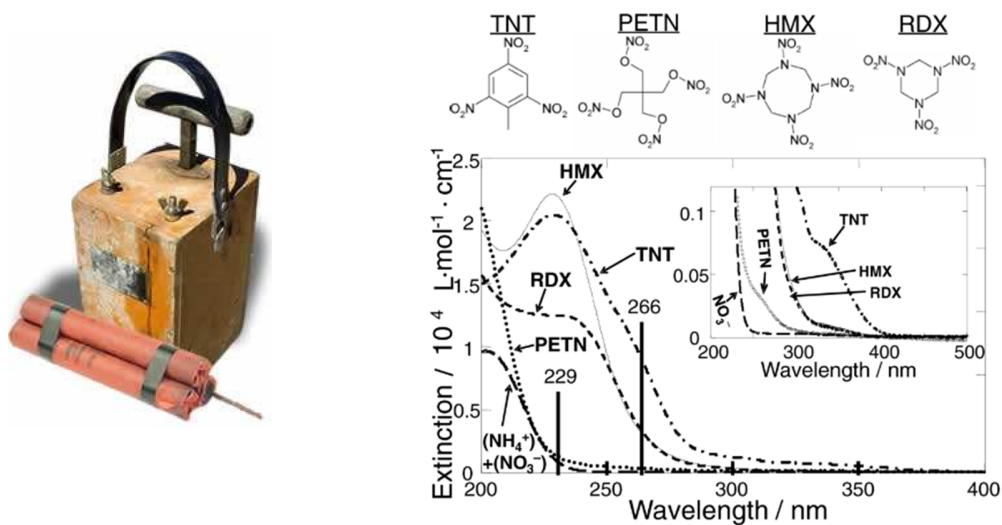 TNT
NO₂
O₂N
NO₂
PETN
NO₂
O
O
NO₂
NO₂
O
O
NO₂
HMX
NO₂
N
NO₂
N
N
NO₂
N
NO₂
RDX
O₂N
N
N
NO₂
N
NO₂
Extinction / 10⁴ L·mol⁻¹ · cm⁻¹
2.5
2
1.5
1
0.5
0
HMX
TNT
RDX
PETN
(NH₄⁺)
+(NO₃⁻)
229
266
200
250
300
350
400
Wavelength / nm
0.1
0.05
0
NO₃⁻
PETN
TNT
HMX
RDX
200
300
400
500
Wavelength / nm